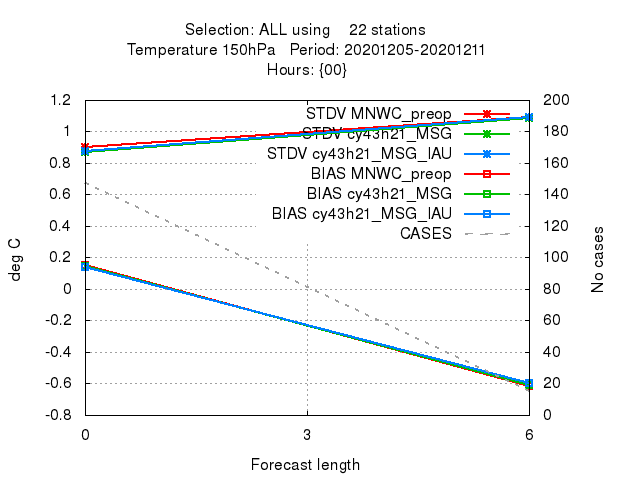 Selection: ALL using    22 stations
Temperature 150hPa   Period: 20201205-20201211
Hours: {00}
STDV MNWC_preop
STDV cy43h21_MSG
STDV cy43h21_MSG_IAU
BIAS MNWC_preop
BIAS cy43h21_MSG
BIAS cy43h21_MSG_IAU
CASES
deg C
1.2
1
0.8
0.6
0.4
0.2
0
-0.2
-0.4
-0.6
-0.8
200
180
160
140
120
100
80
60
40
20
0
No cases
0
3
6
Forecast length